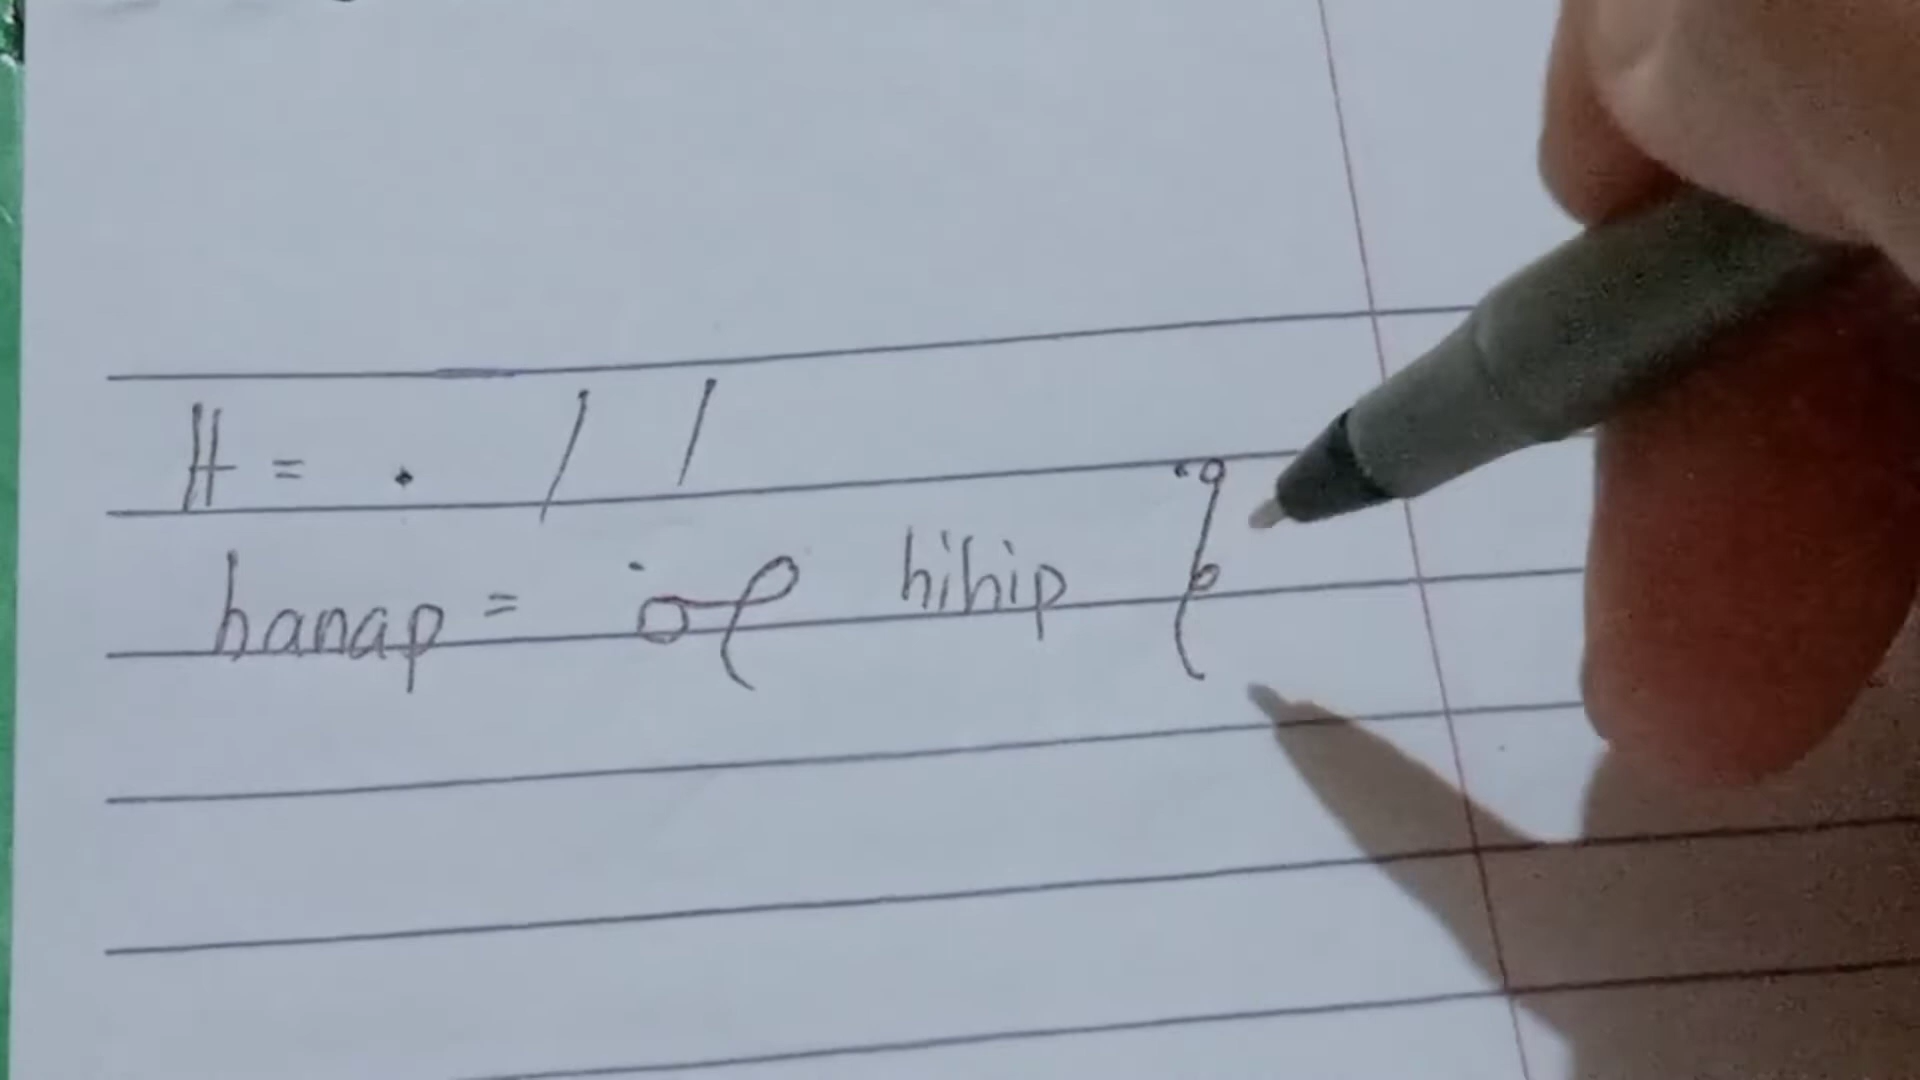 H = . / /
hanap = hihip